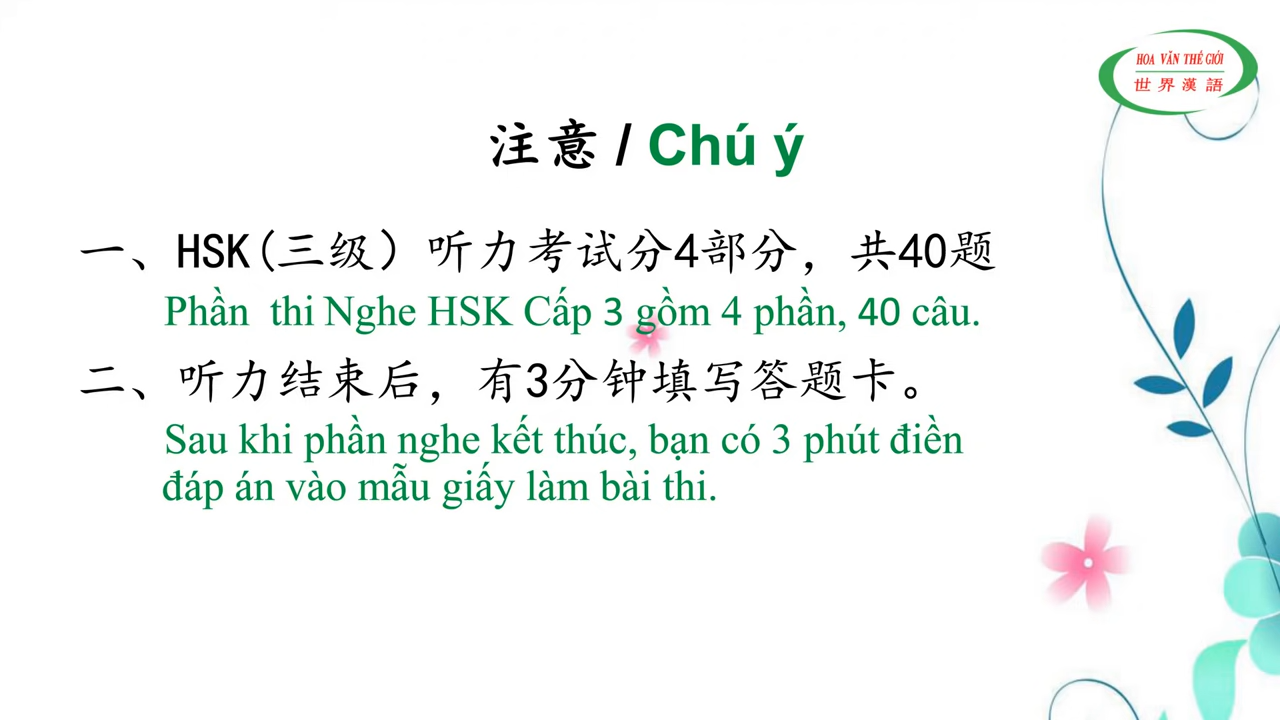 HOA VĂN THẾ GIỚI
世界漢語
注意 / Chú ý
一、HSK(三级）听力考试分4部分，共40题
Phần thi Nghe HSK Cấp 3 gồm 4 phần, 40 câu.
二、听力结束后，有3分钟填写答题卡。
Sau khi phần nghe kết thúc, bạn có 3 phút điền
đáp án vào mẫu giấy làm bài thi.